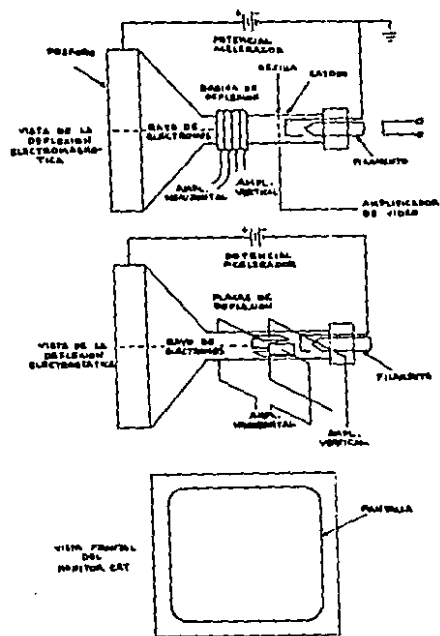 POTENCIAL
ACELERADOR
FOSFORO
REJILLA
CATODO
BOBINA DE
DEFLEXION
VISTA DE LA
DEFLEXION
ELECTROMAGNETICA
RAYO DE
ELECTRONES
FILAMENTO
AMPL.
HORIZONTAL
AMPL.
VERTICAL
AMPLIFICADOR
DE VIDEO
POTENCIAL
ACELERADOR
PLACAS DE
DEFLEXION
VISTA DE LA
DEFLEXION
ELECTROSTATICA
RAYO DE
ELECTRONES
FILAMENTO
AMPL.
HORIZONTAL
AMPL.
VERTICAL
PANTALLA
VISTA FRONTAL
DEL
MONITOR CRT